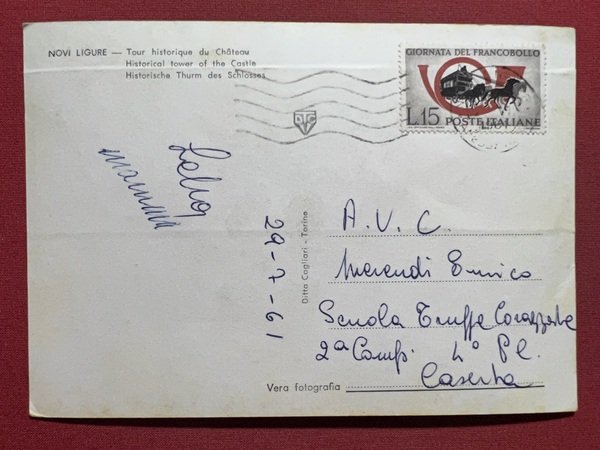 NOVI LIGURE — Tour historique du Château
Historical tower of the Castle
Historische Thurm des Schlosses
GIORNATA DEL FRANCOBOLLO
L.15 POSTE ITALIANE
mamma
29-7-61
Ditta Cagliari - Torino
A.V.C.
Merendi Enrico
Scuola Truppe Corazzate
2ª Comp. 4° Pl.
Caserta
Vera fotografia